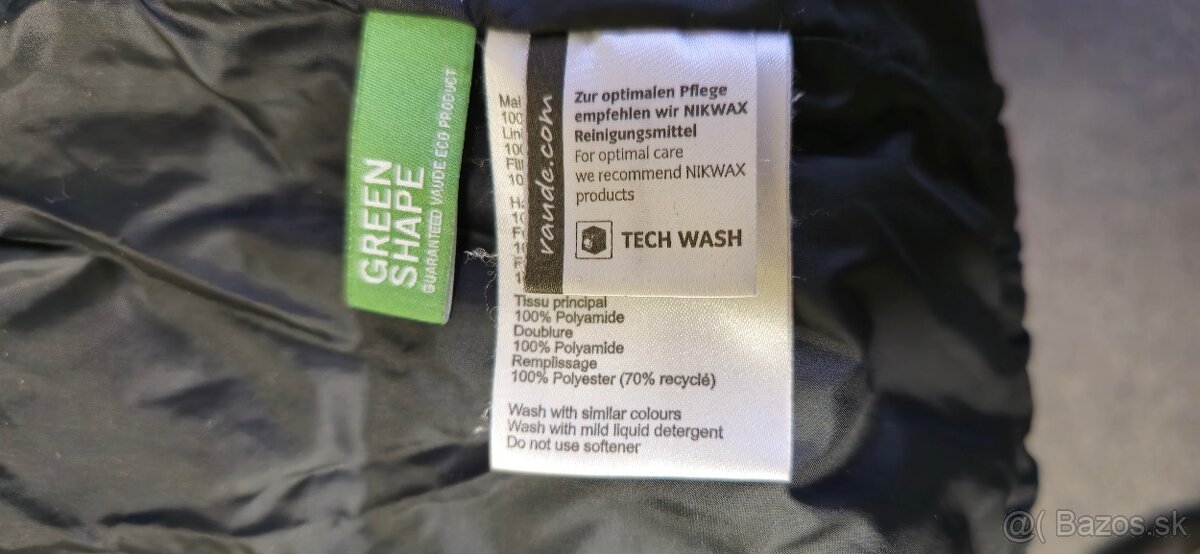 GREEN
SHAPE
GUARANTEED VAUDE ECO PRODUCT
vaude.com
Zur optimalen Pflege
empfehlen wir NIKWAX
Reinigungsmittel
For optimal care
we recommend NIKWAX
products
TECH WASH
Tissu principal
100% Polyamide
Doublure
100% Polyamide
Remplissage
100% Polyester (70% recyclé)
Wash with similar colours
Wash with mild liquid detergent
Do not use softener
@( Bazos.sk